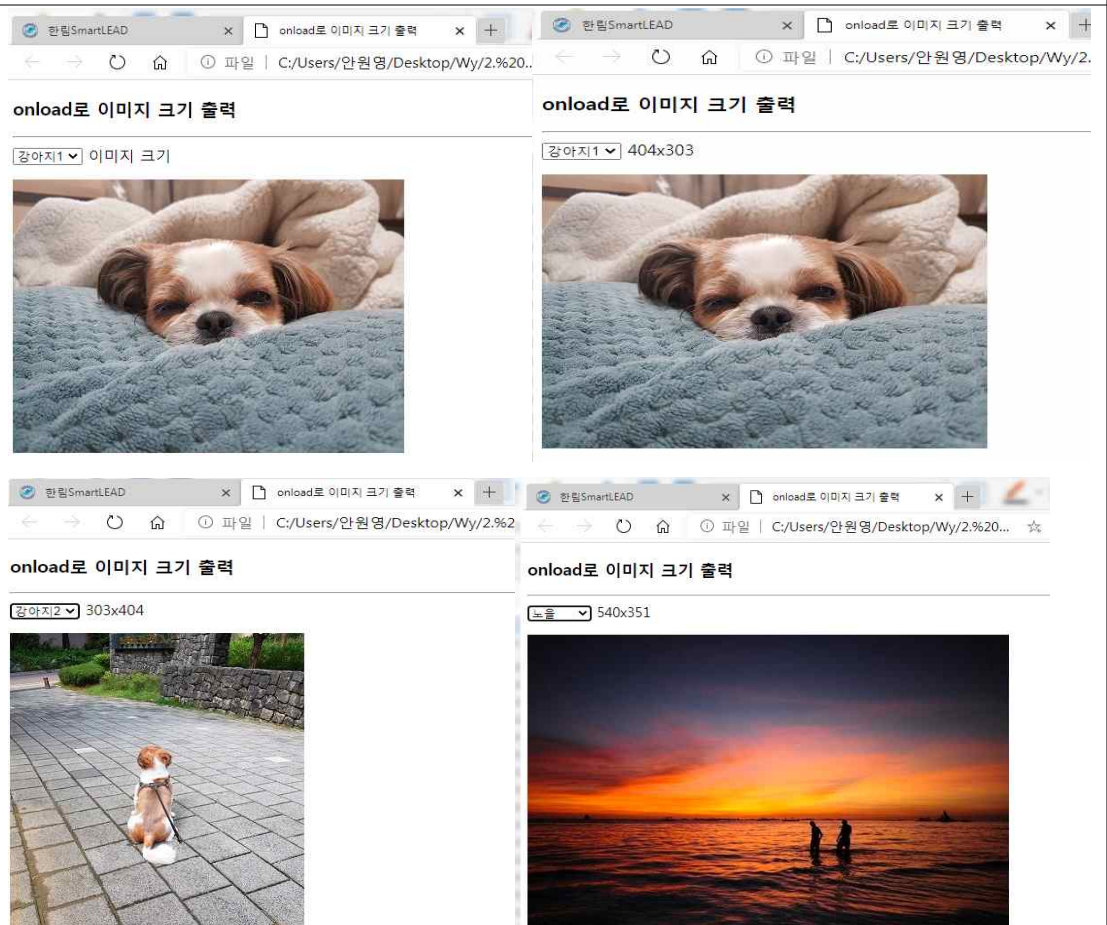 한림SmartLEAD × onload로 이미지 크기 출력 × +
파일 | C:/Users/안원영/Desktop/Wy/2.%20..
onload로 이미지 크기 출력
강아지1 이미지 크기
한림SmartLEAD × onload로 이미지 크기 출력 × +
파일 | C:/Users/안원영/Desktop/Wy/2.
onload로 이미지 크기 출력
강아지1 404x303
한림SmartLEAD × onload로 이미지 크기 출력 × +
파일 | C:/Users/안원영/Desktop/Wy/2.%2
onload로 이미지 크기 출력
강아지2 303x404
한림SmartLEAD × onload로 이미지 크기 출력 × +
파일 | C:/Users/안원영/Desktop/Wy/2.%20...
onload로 이미지 크기 출력
노을 540x351